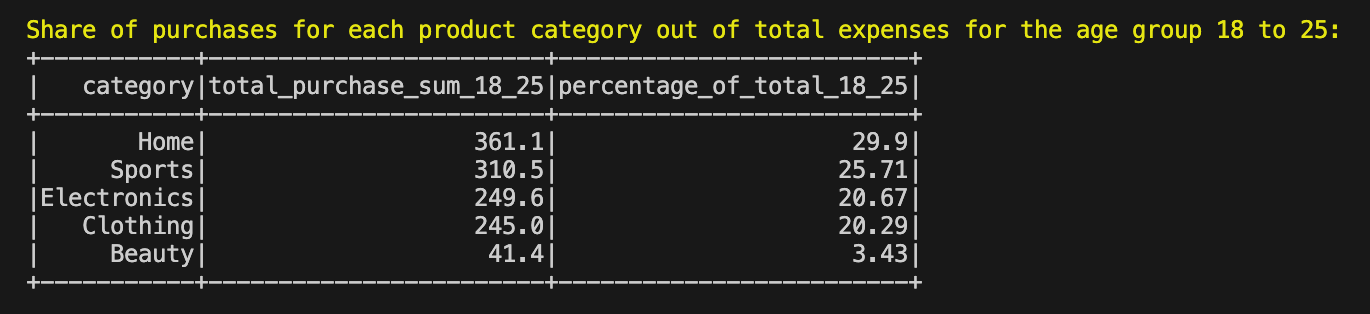 Share of purchases for each product category out of total expenses for the age group 18 to 25:
+-----------+------------------------+-------------------------+
|   category|total_purchase_sum_18_25|percentage_of_total_18_25|
+-----------+------------------------+-------------------------+
|       Home|                   361.1|                     29.9|
|     Sports|                   310.5|                    25.71|
|Electronics|                   249.6|                    20.67|
|   Clothing|                   245.0|                    20.29|
|     Beauty|                    41.4|                     3.43|
+-----------+------------------------+-------------------------+